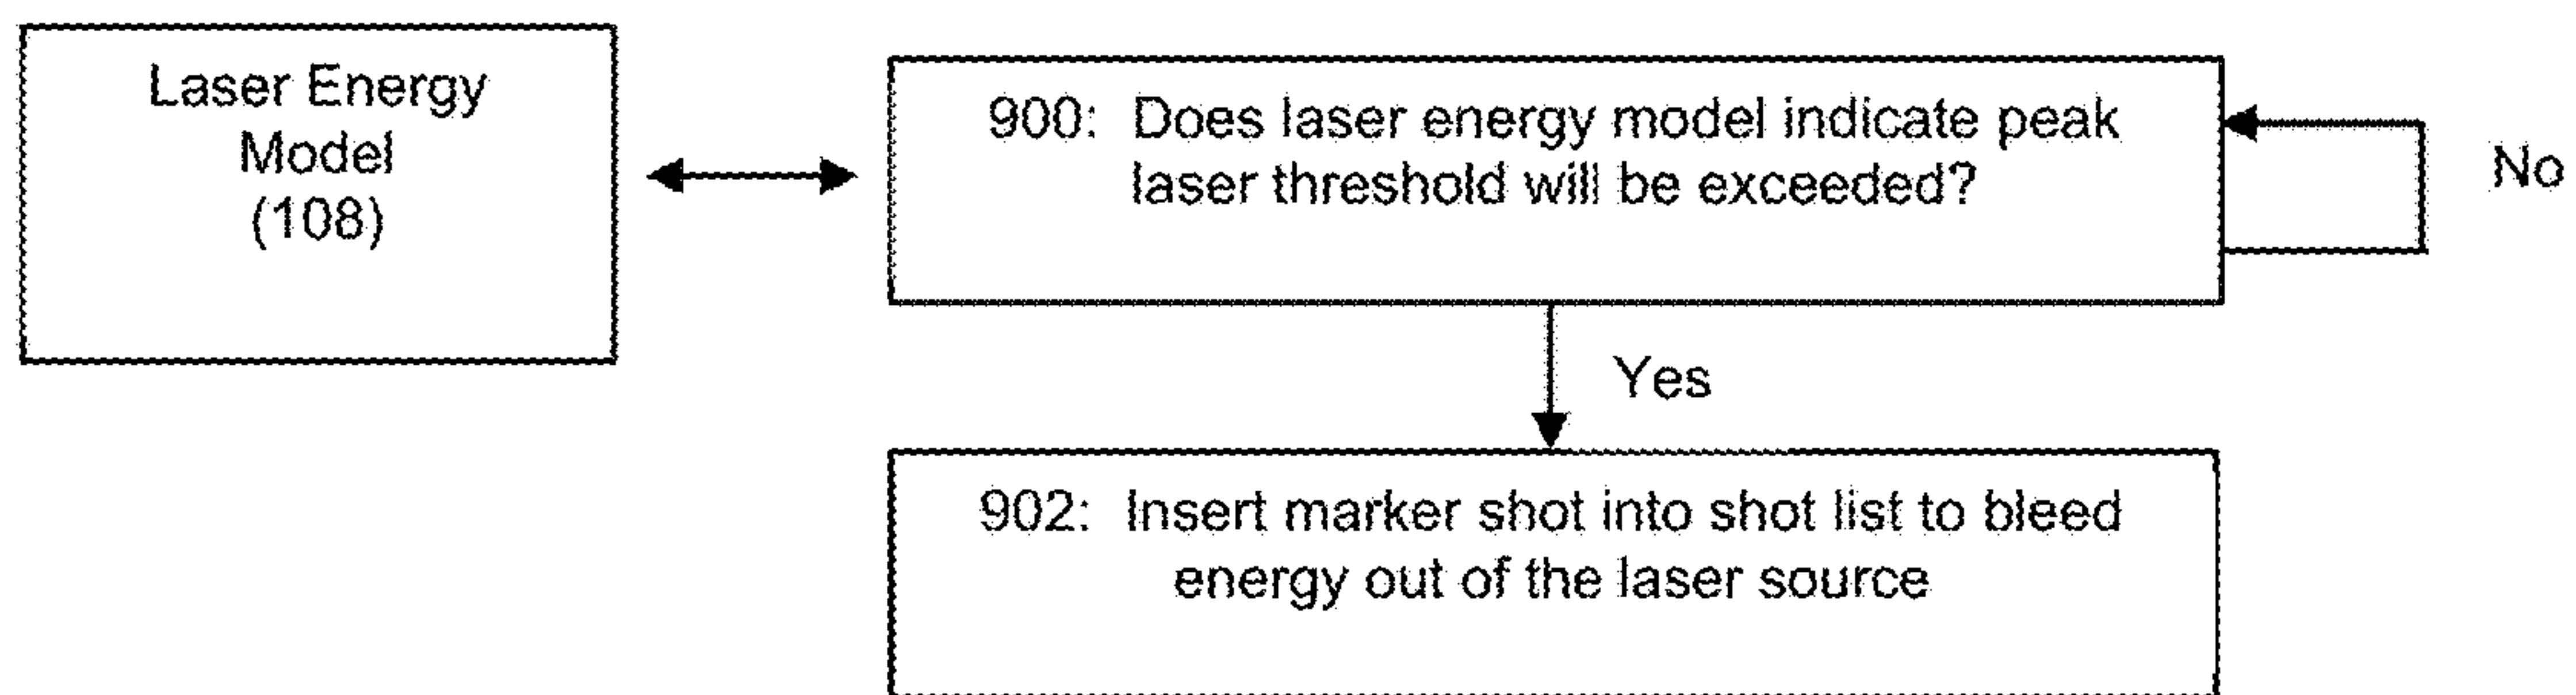 Laser Energy
Model
(108)
900: Does laser energy model indicate peak
laser threshold will be exceeded?
No
Yes
902: Insert marker shot into shot list to bleed
energy out of the laser source